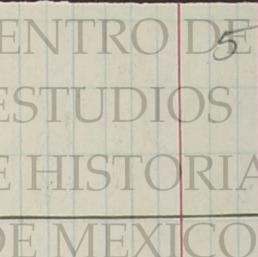 ENTRO DE
5
ESTUDIOS
E HISTORIA
DE MEXICO